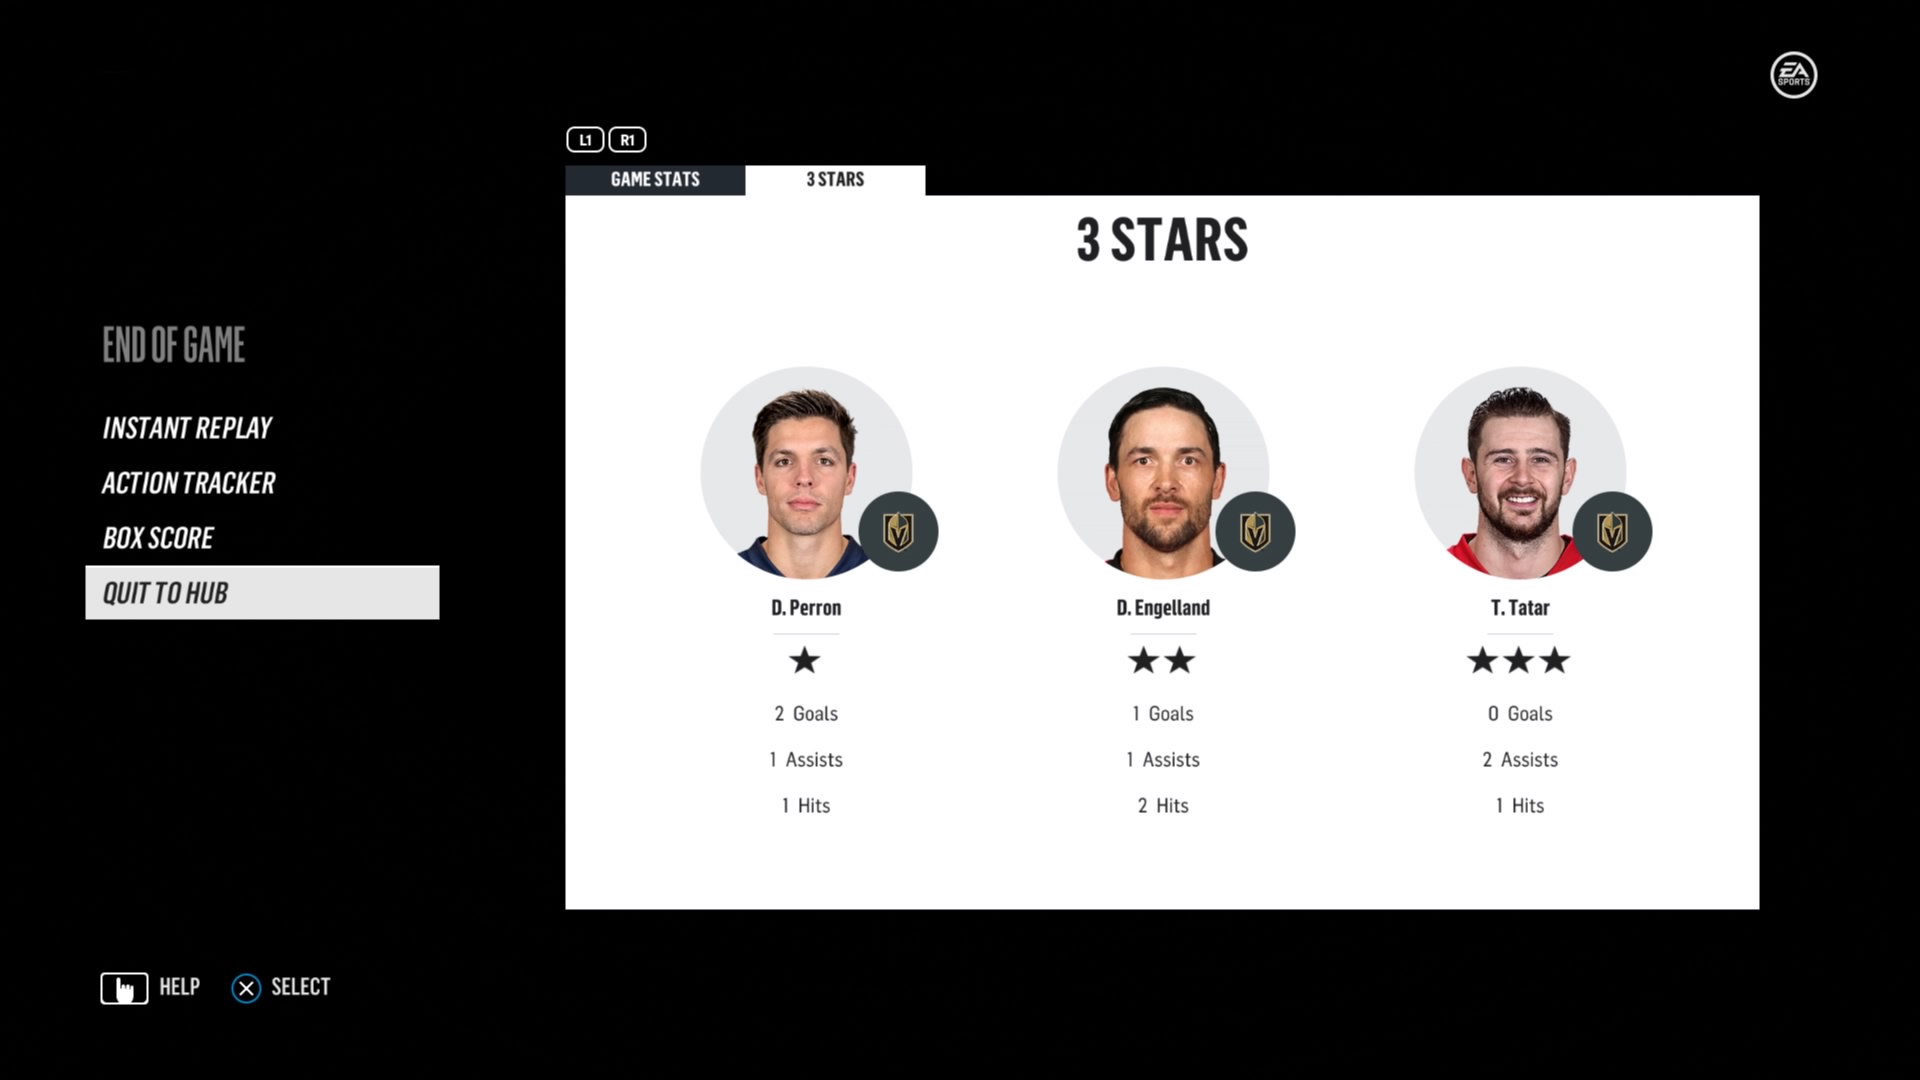 EA
SPORTS
L1 R1
GAME STATS 3 STARS
3 STARS
END OF GAME
INSTANT REPLAY
ACTION TRACKER
BOX SCORE
QUIT TO HUB
D. Perron D. Engelland T. Tatar
2 Goals 1 Goals 0 Goals
1 Assists 1 Assists 2 Assists
1 Hits 2 Hits 1 Hits
HELP SELECT